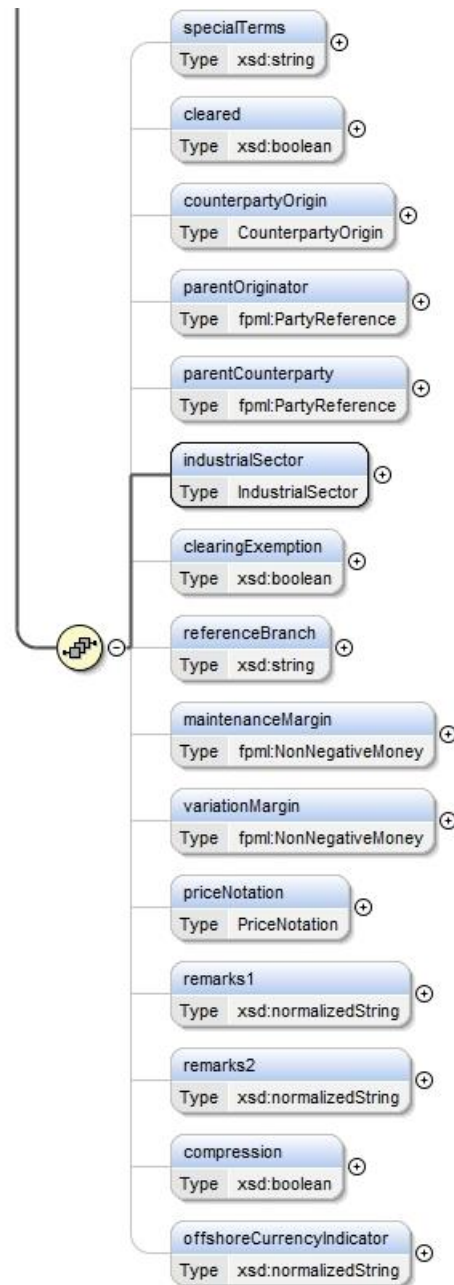 specialTerms
Type xsd:string
cleared
Type xsd:boolean
counterpartyOrigin
Type CounterpartyOrigin
parentOriginator
Type fpml:PartyReference
parentCounterparty
Type fpml:PartyReference
industrialSector
Type IndustrialSector
clearingExemption
Type xsd:boolean
referenceBranch
Type xsd:string
maintenanceMargin
Type fpml:NonNegativeMoney
variationMargin
Type fpml:NonNegativeMoney
priceNotation
Type PriceNotation
remarks1
Type xsd:normalizedString
remarks2
Type xsd:normalizedString
compression
Type xsd:boolean
offshoreCurrencyIndicator
Type xsd:normalizedString